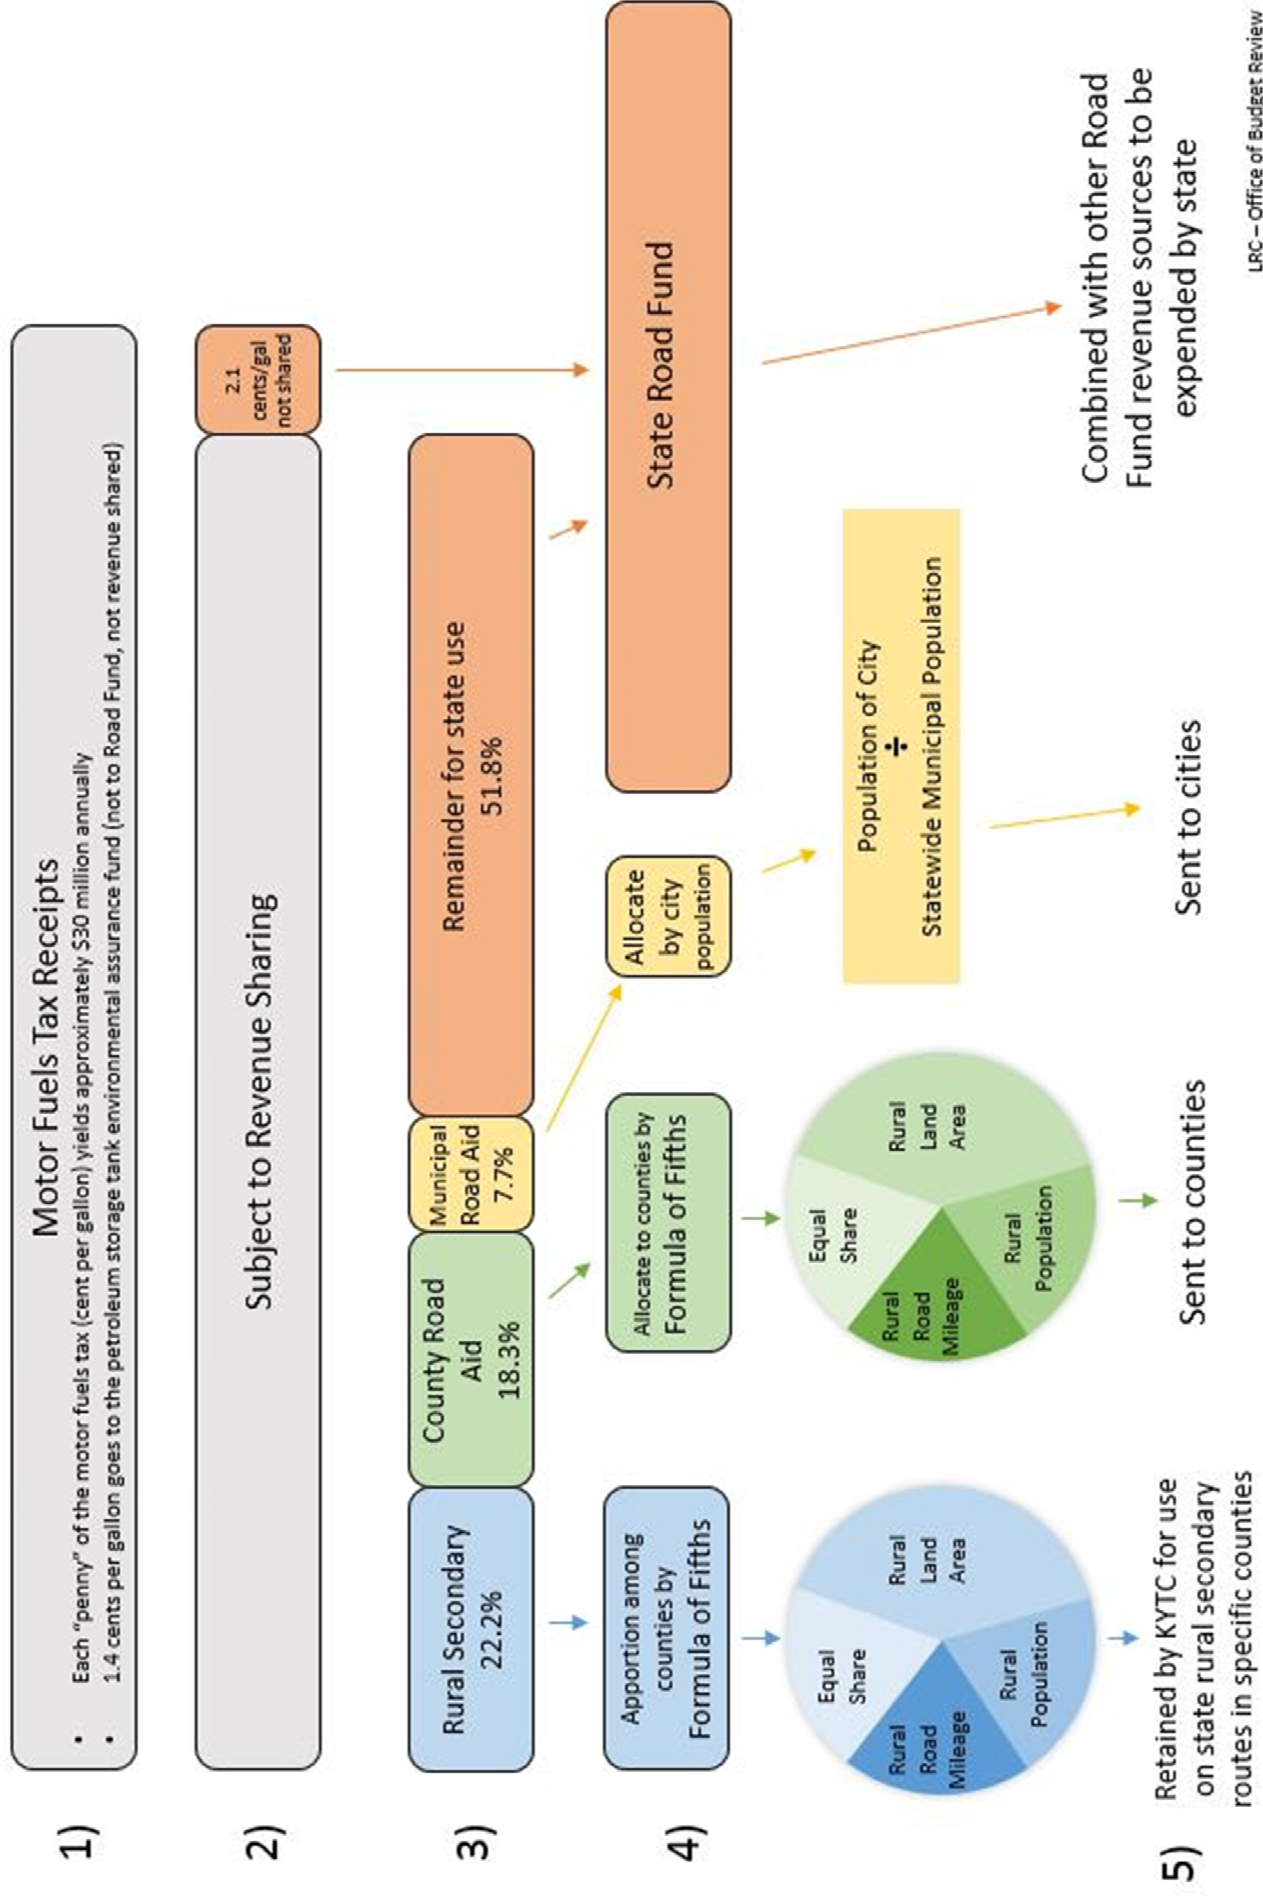 1)
Motor Fuels Tax Receipts
• Each “penny” of the motor fuels tax (cent per gallon) yields approximately $30 million annually
• 1.4 cents per gallon goes to the petroleum storage tank environmental assurance fund (not to Road Fund, not revenue shared)
2)
Subject to Revenue Sharing
2.1
cents/gal
not shared
3)
Rural Secondary
22.2%
County Road
Aid
18.3%
Municipal
Road Aid
7.7%
Remainder for state use
51.8%
4)
Apportion among
counties by
Formula of Fifths
Allocate to counties by
Formula of Fifths
Allocate
by city
population
State Road Fund
Equal
Share
Rural
Land
Area
Rural
Road
Mileage
Rural
Population
Equal
Share
Rural
Land
Area
Rural
Road
Mileage
Rural
Population
Population of City
÷
Statewide Municipal Population
5)
Retained by KYTC for use
on state rural secondary
routes in specific counties
Sent to counties
Sent to cities
Combined with other Road
Fund revenue sources to be
expended by state
LRC – Office of Budget Review